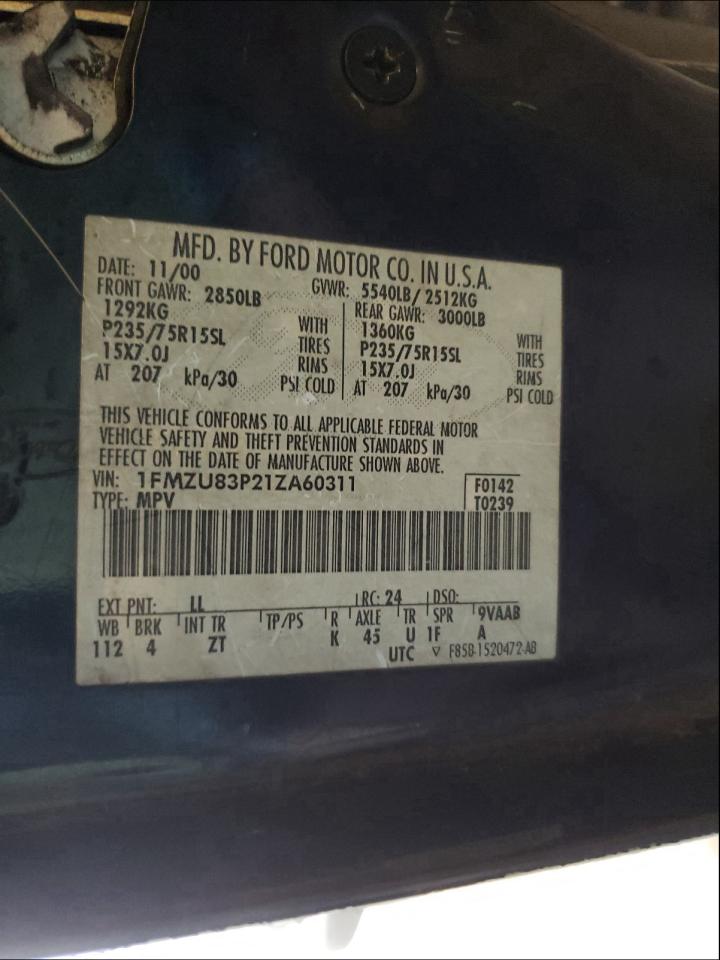 MFD. BY FORD MOTOR CO. IN U.S.A.
DATE: 11/00 GVWR: 5540LB/ 2512KG
FRONT GAWR: 2850LB REAR GAWR: 3000LB
1292KG WITH 1360KG WITH
P235/75R15SL TIRES P235/75R15SL TIRES
15X7.0J RIMS 15X7.0J RIMS
AT 207 kPa/30 PSI COLD AT 207 kPa/30 PSI COLD
THIS VEHICLE CONFORMS TO ALL APPLICABLE FEDERAL MOTOR
VEHICLE SAFETY AND THEFT PREVENTION STANDARDS IN
EFFECT ON THE DATE OF MANUFACTURE SHOWN ABOVE.
VIN: 1FMZU83P21ZA60311 F0142
TYPE: MPV T0239
EXT PNT: LL RC: 24 DSO:
WB BRK INT TR TP/PS R AXLE TR SPR 9VAAB
112 4 ZT K 45 U 1F A
UTC ▽ F85B-1520472-AB